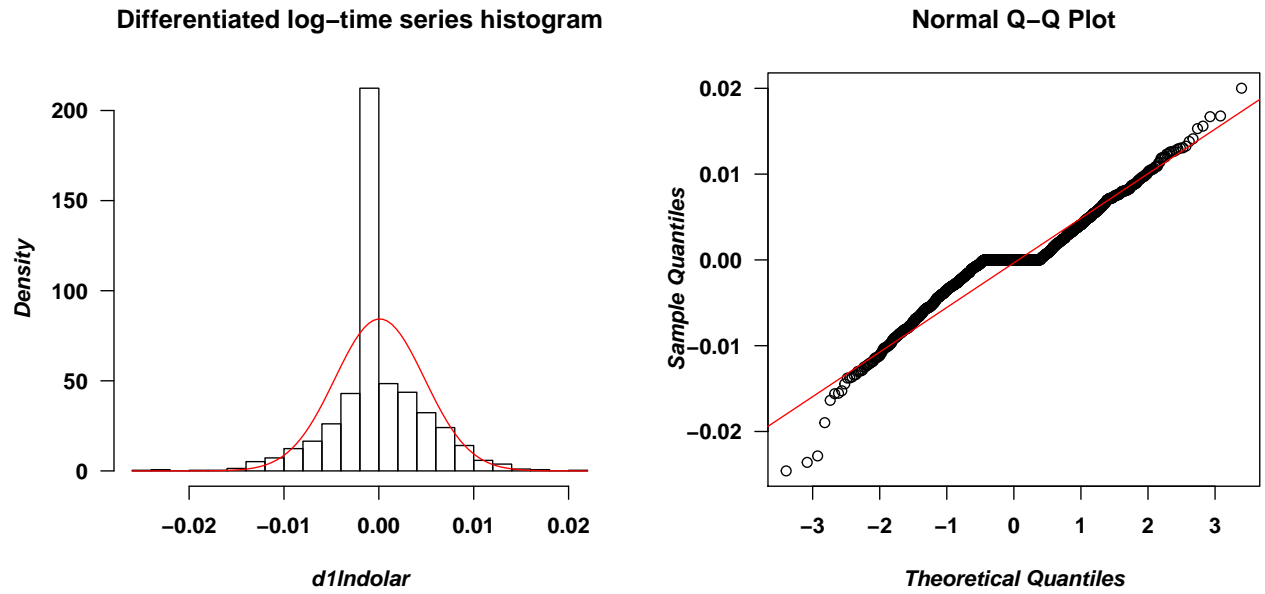 Differentiated log−time series histogram
Density
200
150
100
50
0
−0.02 −0.01 0.00 0.01 0.02
d1lndolar
Normal Q−Q Plot
Sample Quantiles
0.02
0.01
0.00
−0.01
−0.02
−3 −2 −1 0 1 2 3
Theoretical Quantiles